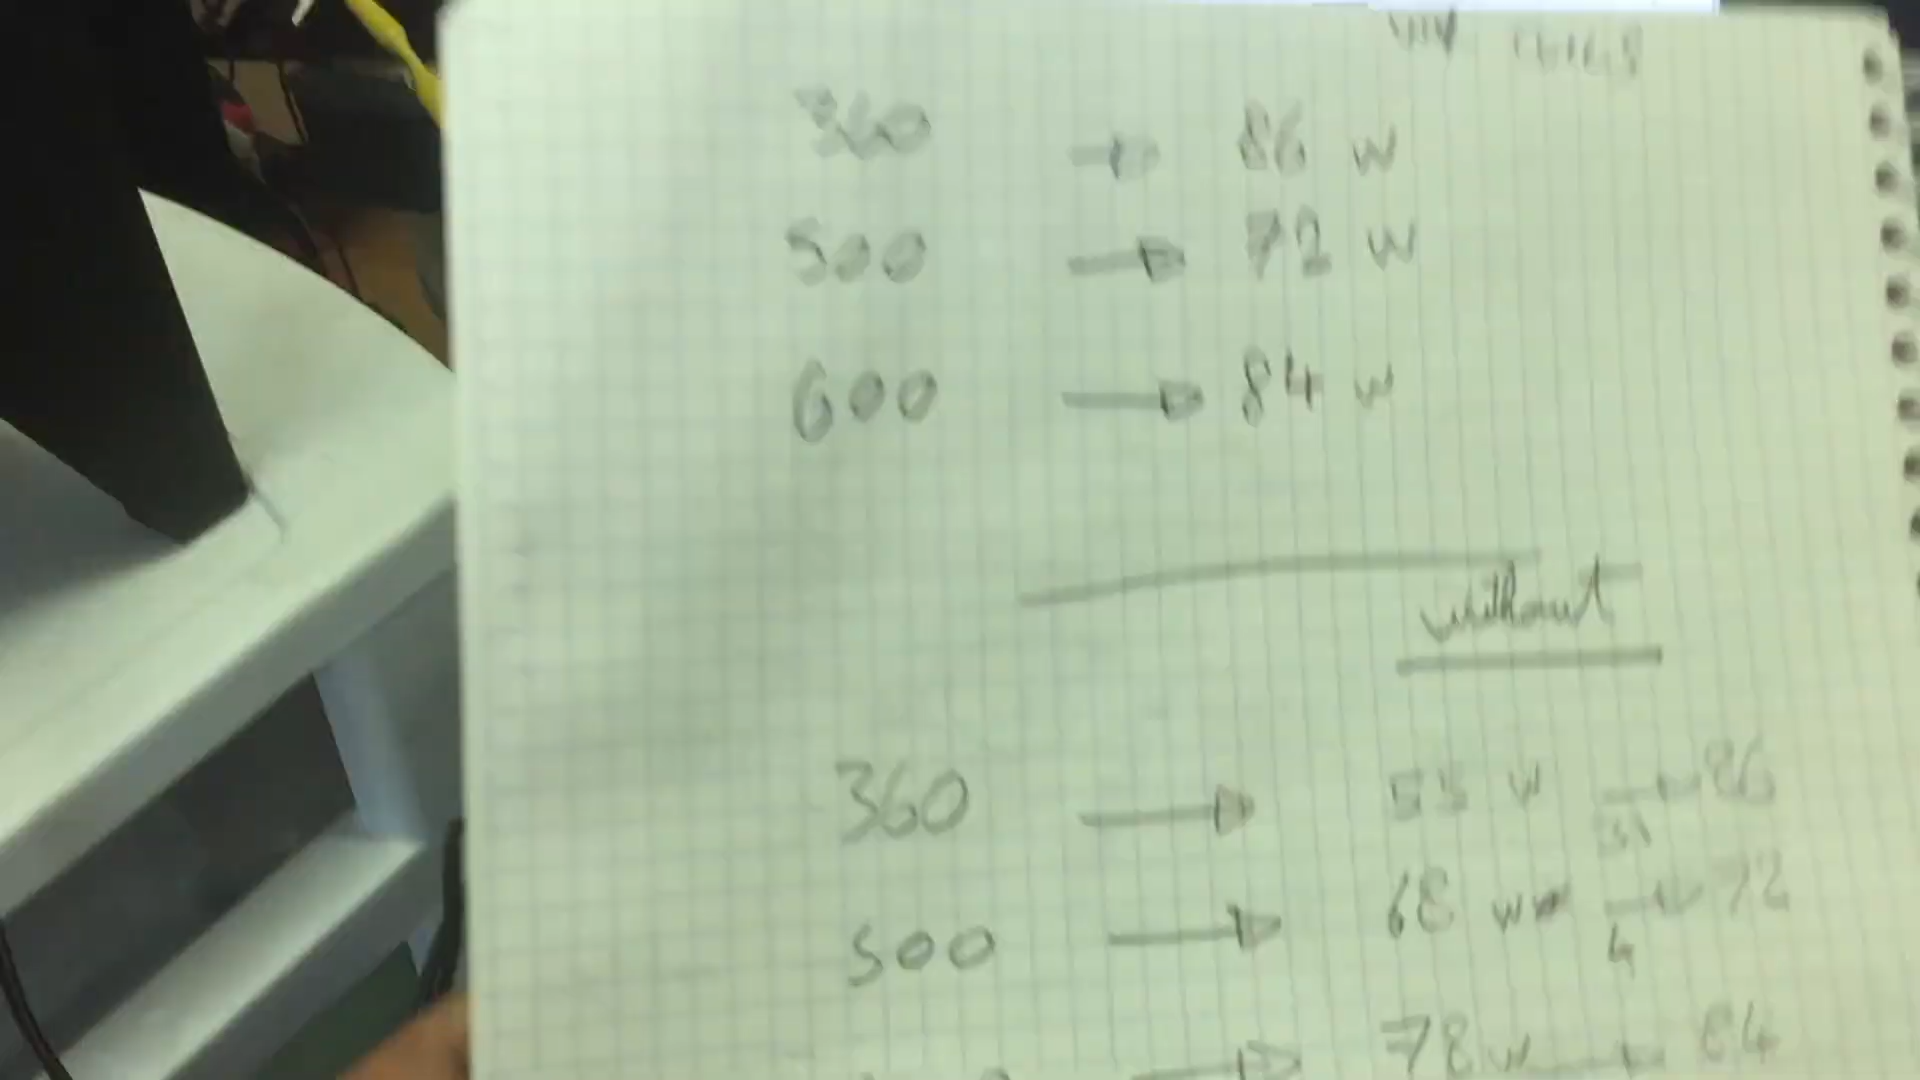 360 → 86 w
500 → 72 w
600 → 84 w
without
360 → 55 w → 86
31
500 → 68 w → 72
4
→ 78 w → 84